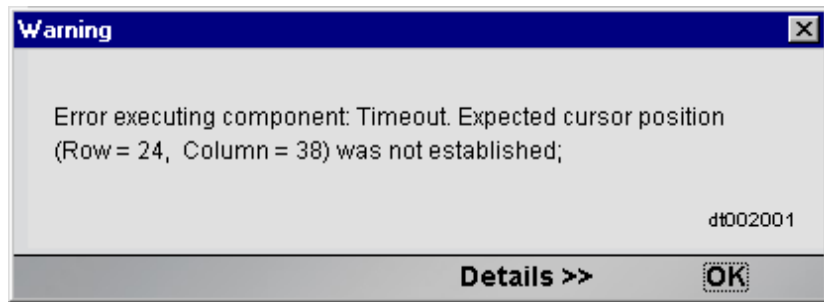 Warning
Error executing component: Timeout. Expected cursor position
(Row = 24, Column = 38) was not established;
dt002001
Details >> OK